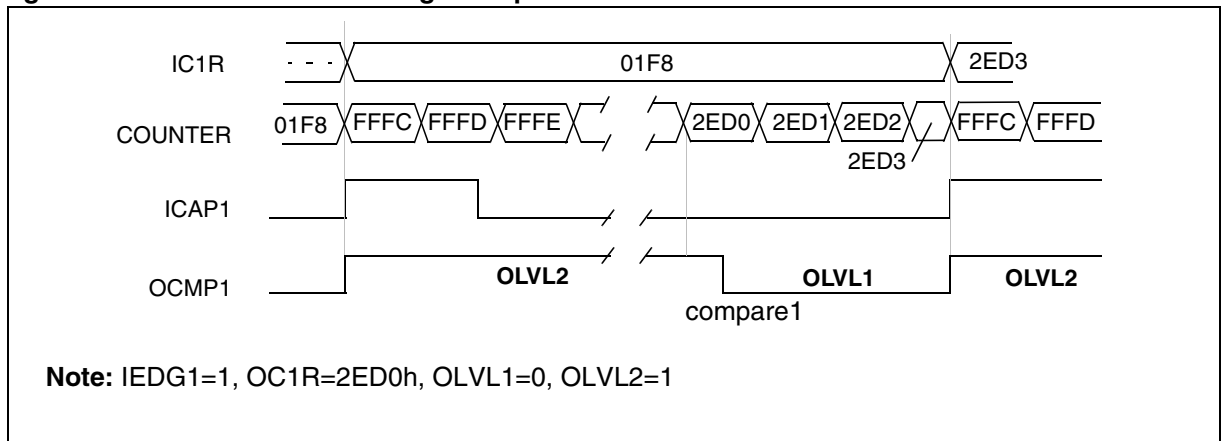 IC1R - - - 01F8 2ED3
COUNTER 01F8 FFFC FFFD FFFE 2ED0 2ED1 2ED2 FFFC FFFD
2ED3
ICAP1
OCMP1 OLVL2 OLVL1 OLVL2
compare1
Note: IEDG1=1, OC1R=2ED0h, OLVL1=0, OLVL2=1